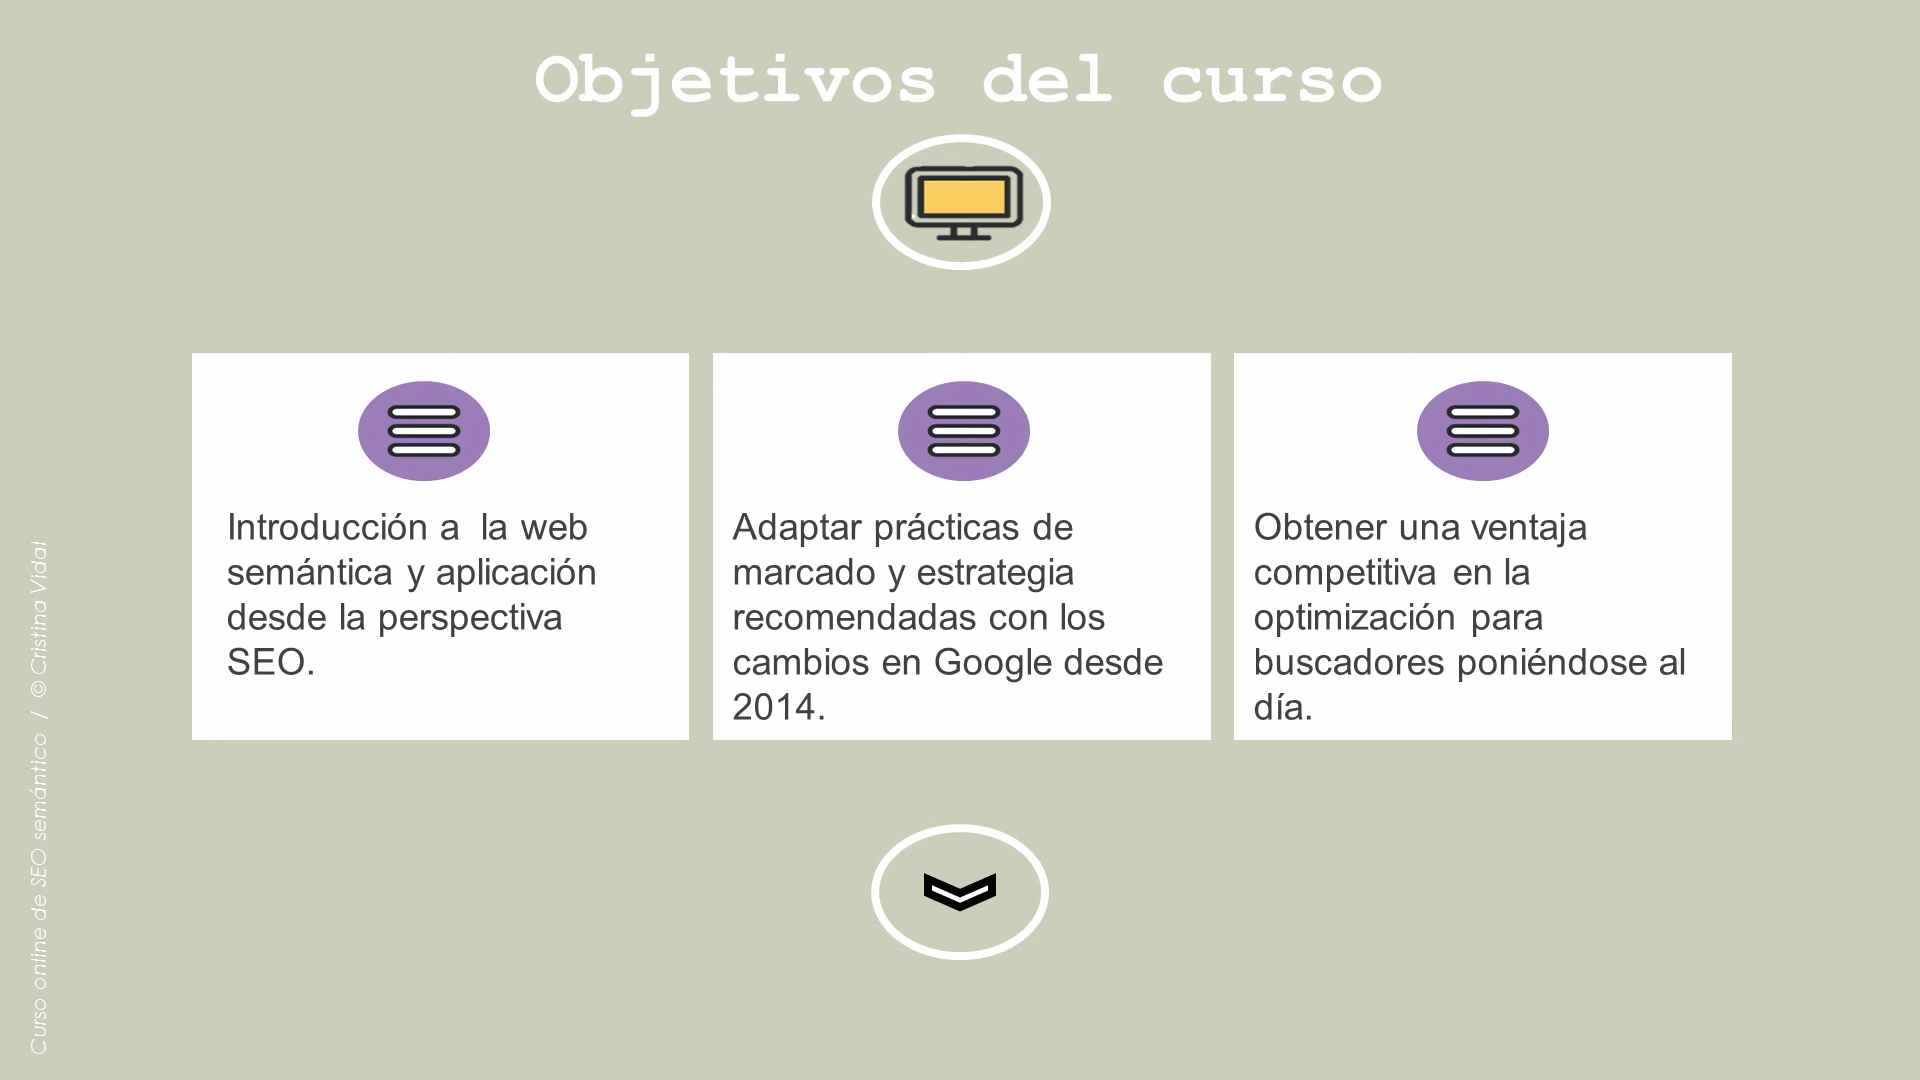 Objetivos del curso
Introducción a  la web
semántica y aplicación
desde la perspectiva
SEO.
Adaptar prácticas de
marcado y estrategia
recomendadas con los
cambios en Google desde
2014.
Obtener una ventaja
competitiva en la
optimización para
buscadores poniéndose al
día.
Curso online de SEO semántico / © Cristina Vidal